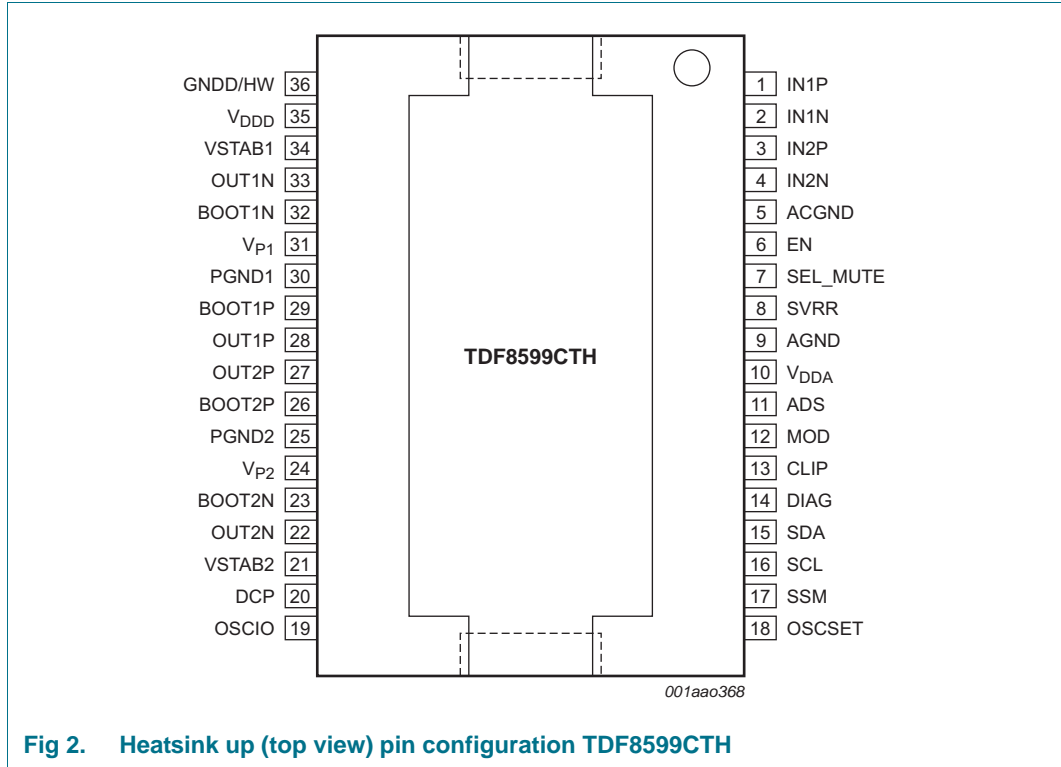 GNDD/HW 36 1 IN1P
VDDD 35 2 IN1N
VSTAB1 34 3 IN2P
OUT1N 33 4 IN2N
BOOT1N 32 5 ACGND
VP1 31 6 EN
PGND1 30 7 SEL_MUTE
BOOT1P 29 8 SVRR
OUT1P 28 9 AGND
TDF8599CTH
OUT2P 27 10 VDDA
BOOT2P 26 11 ADS
PGND2 25 12 MOD
VP2 24 13 CLIP
BOOT2N 23 14 DIAG
OUT2N 22 15 SDA
VSTAB2 21 16 SCL
DCP 20 17 SSM
OSCIO 19 18 OSCSET
001aao368
Fig 2. Heatsink up (top view) pin configuration TDF8599CTH